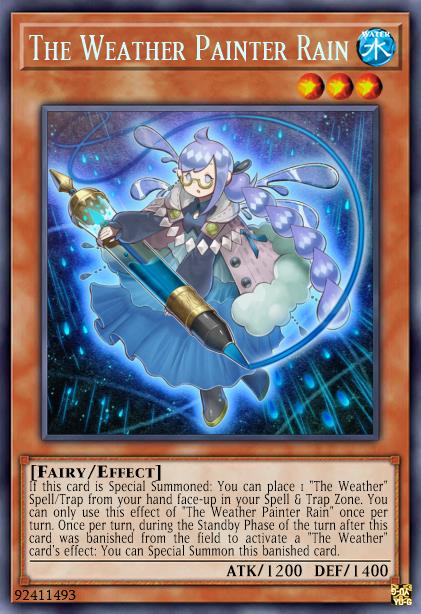 THE WEATHER PAINTER RAIN
WATER
水
[FAIRY/EFFECT]
If this card is Special Summoned: You can place 1 "The Weather"
Spell/Trap from your hand face-up in your Spell & Trap Zone. You
can only use this effect of "The Weather Painter Rain" once per
turn. Once per turn, during the Standby Phase of the turn after this
card was banished from the field to activate a "The Weather"
card's effect: You can Special Summon this banished card.
ATK/1200 DEF/1400
92411493